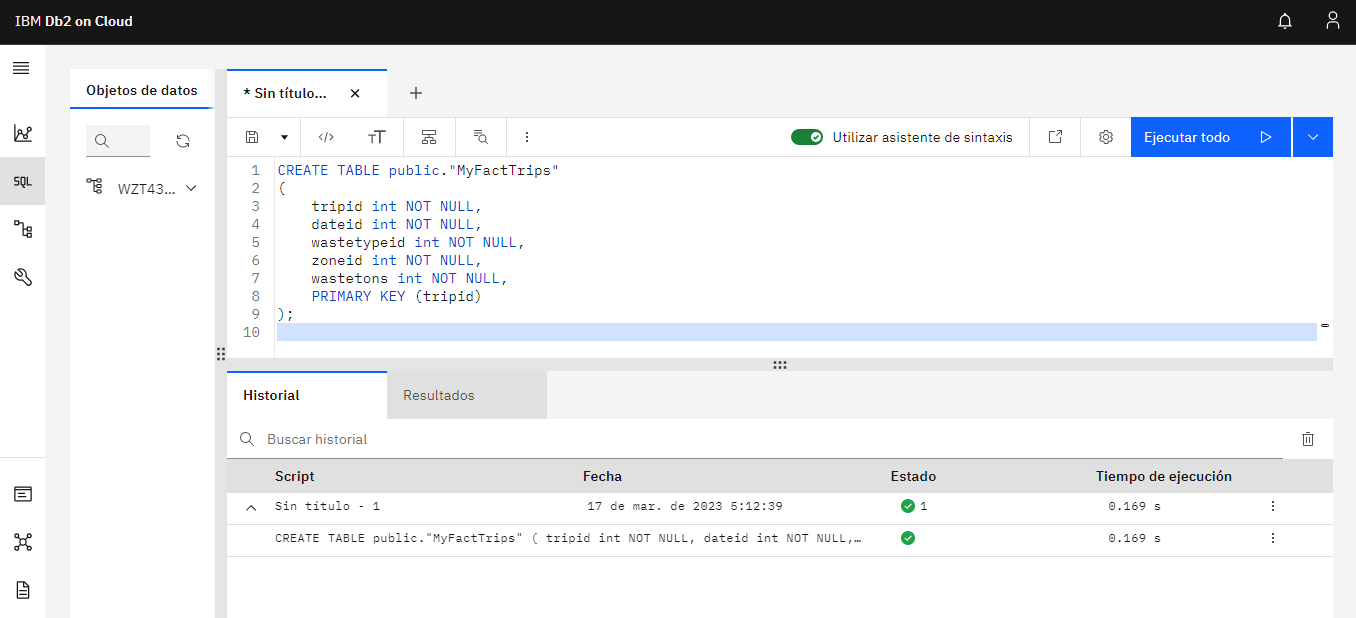 IBM Db2 on Cloud
Objetos de datos
* Sin título...
SQL
WZT43...
</>
TT
Utilizar asistente de sintaxis
Ejecutar todo
1 CREATE TABLE public."MyFactTrips"
2 (
3 tripid int NOT NULL,
4 dateid int NOT NULL,
5 wastetypeid int NOT NULL,
6 zoneid int NOT NULL,
7 wastetons int NOT NULL,
8 PRIMARY KEY (tripid)
9 );
10
Historial Resultados
Buscar historial
Script Fecha Estado Tiempo de ejecución
Sin título - 1 17 de mar. de 2023 5:12:39 1 0.169 s
CREATE TABLE public."MyFactTrips" ( tripid int NOT NULL, dateid int NOT NULL,… 0.169 s